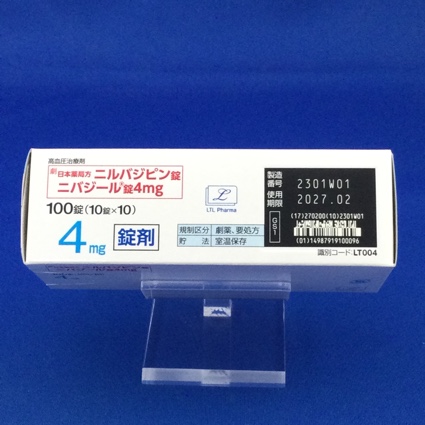 高血圧治療剤
劇 日本薬局方 ニルバジピン錠
ニバジール®錠4mg
100錠(10錠×10)
4mg 錠剤
LTL Pharma
規制区分 劇薬、要処方
貯法 室温保存
製造番号 2301W01
使用期限 2027.02
GS1
(17)270200(10)2301W01
(01)14987919100096
識別コード:LT004